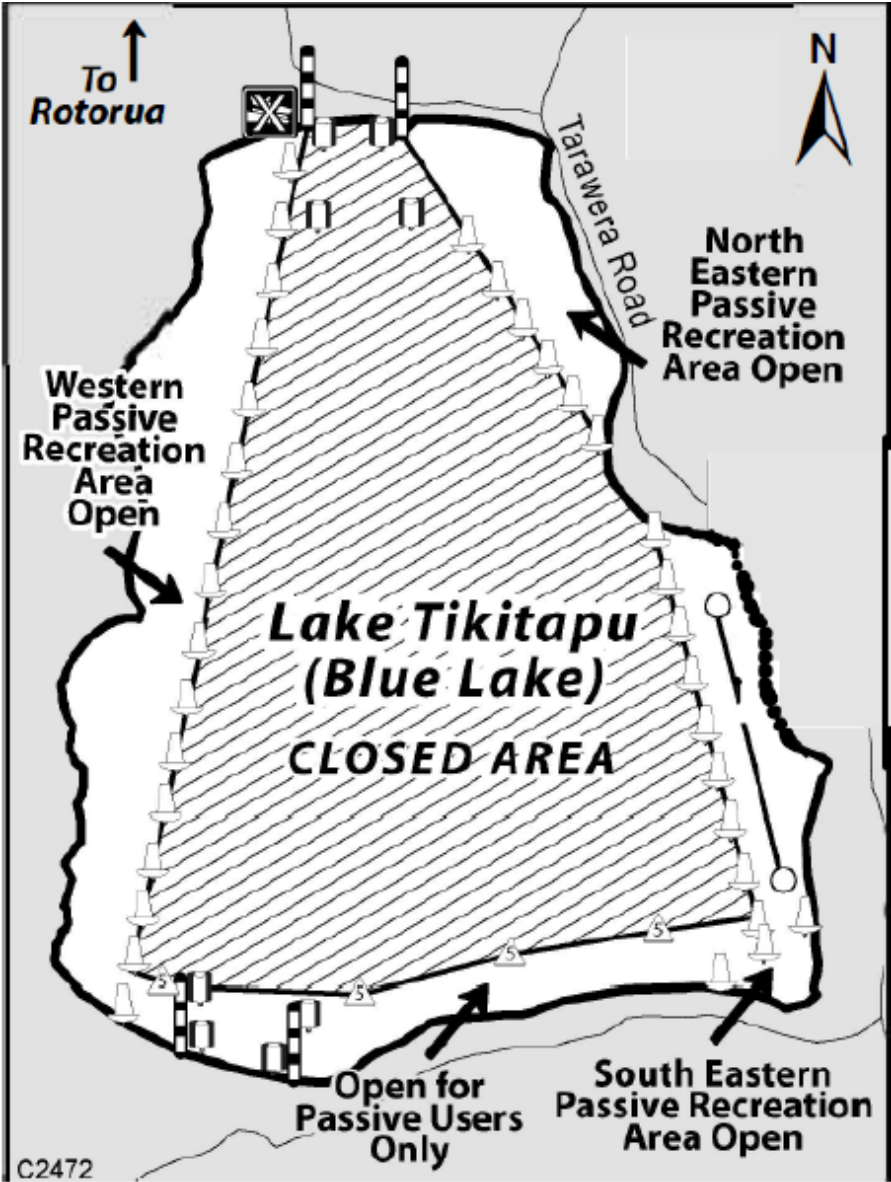 To
Rotorua
N
Tarawera Road
North
Eastern
Passive
Recreation
Area Open
Western
Passive
Recreation
Area
Open
Lake Tikitapu
(Blue Lake)
CLOSED AREA
5
5
5
5
Open for
Passive Users
Only
South Eastern
Passive Recreation
Area Open
C2472